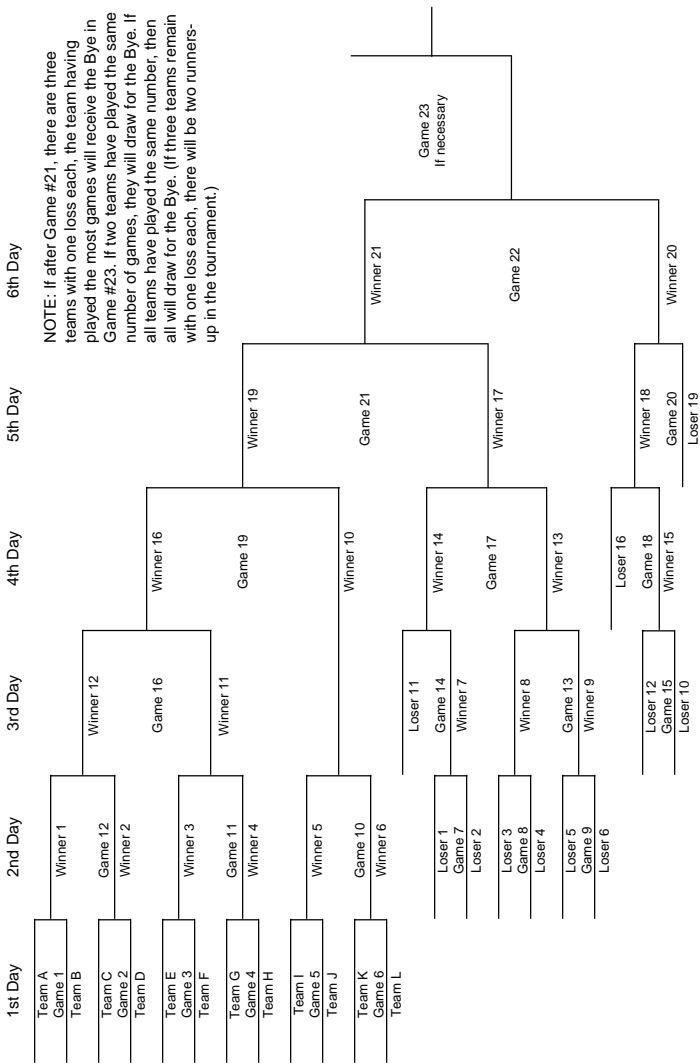 1st Day
2nd Day
3rd Day
4th Day
5th Day
6th Day
NOTE: If after Game #21, there are three
teams with one loss each, the team having
played the most games will receive the Bye in
Game #23. If two teams have played the same
number of games, they will draw for the Bye. If
all teams have played the same number, then
all will draw for the Bye. (If three teams remain
with one loss each, there will be two runners-
up in the tournament.)
Team A
Game 1
Team B
Team C
Game 2
Team D
Team E
Game 3
Team F
Team G
Game 4
Team H
Team I
Game 5
Team J
Team K
Game 6
Team L
Winner 1
Game 12
Winner 2
Winner 3
Game 11
Winner 4
Winner 5
Game 10
Winner 6
Loser 1
Game 7
Loser 2
Loser 3
Game 8
Loser 4
Loser 5
Game 9
Loser 6
Winner 12
Game 16
Winner 11
Loser 11
Game 14
Winner 7
Winner 8
Game 13
Winner 9
Loser 12
Game 15
Loser 10
Winner 16
Game 19
Winner 10
Winner 14
Game 17
Winner 13
Loser 16
Game 18
Winner 15
Winner 19
Game 21
Winner 17
Winner 18
Game 20
Loser 19
Winner 21
Game 22
Winner 20
Game 23
If necessary